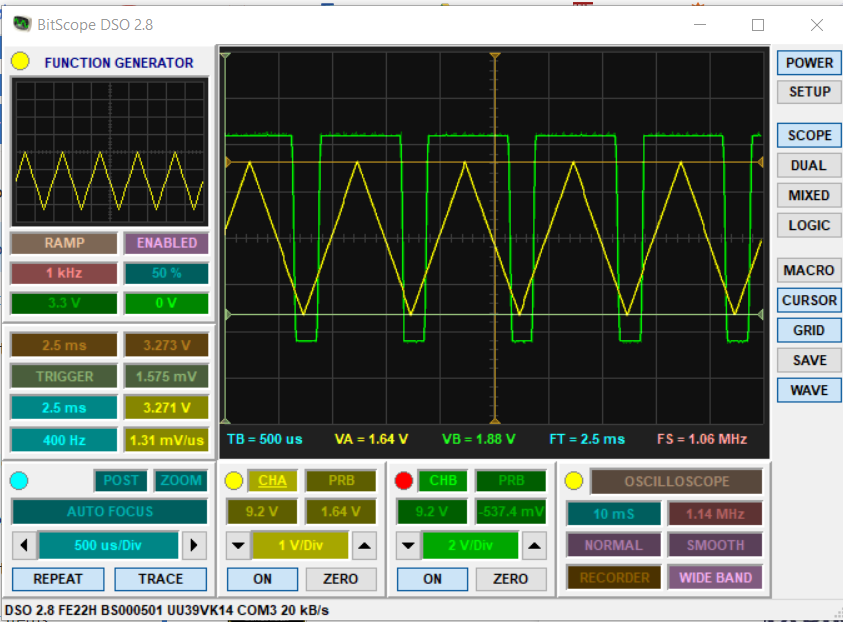 BitScope DSO 2.8
FUNCTION GENERATOR
RAMP ENABLED
1 kHz 50 %
3.3 V 0 V
2.5 ms 3.273 V
TRIGGER 1.575 mV
2.5 ms 3.271 V
400 Hz 1.31 mV/us
TB = 500 us VA = 1.64 V VB = 1.88 V FT = 2.5 ms FS = 1.06 MHz
POWER
SETUP
SCOPE
DUAL
MIXED
LOGIC
MACRO
CURSOR
GRID
SAVE
WAVE
POST ZOOM
AUTO FOCUS
500 us/Div
REPEAT TRACE
CHA PRB
9.2 V 1.64 V
1 V/Div
ON ZERO
CHB PRB
9.2 V -537.4 mV
2 V/Div
ON ZERO
OSCILLOSCOPE
10 mS 1.14 MHz
NORMAL SMOOTH
RECORDER WIDE BAND
DSO 2.8 FE22H BS000501 UU39VK14 COM3 20 kB/s